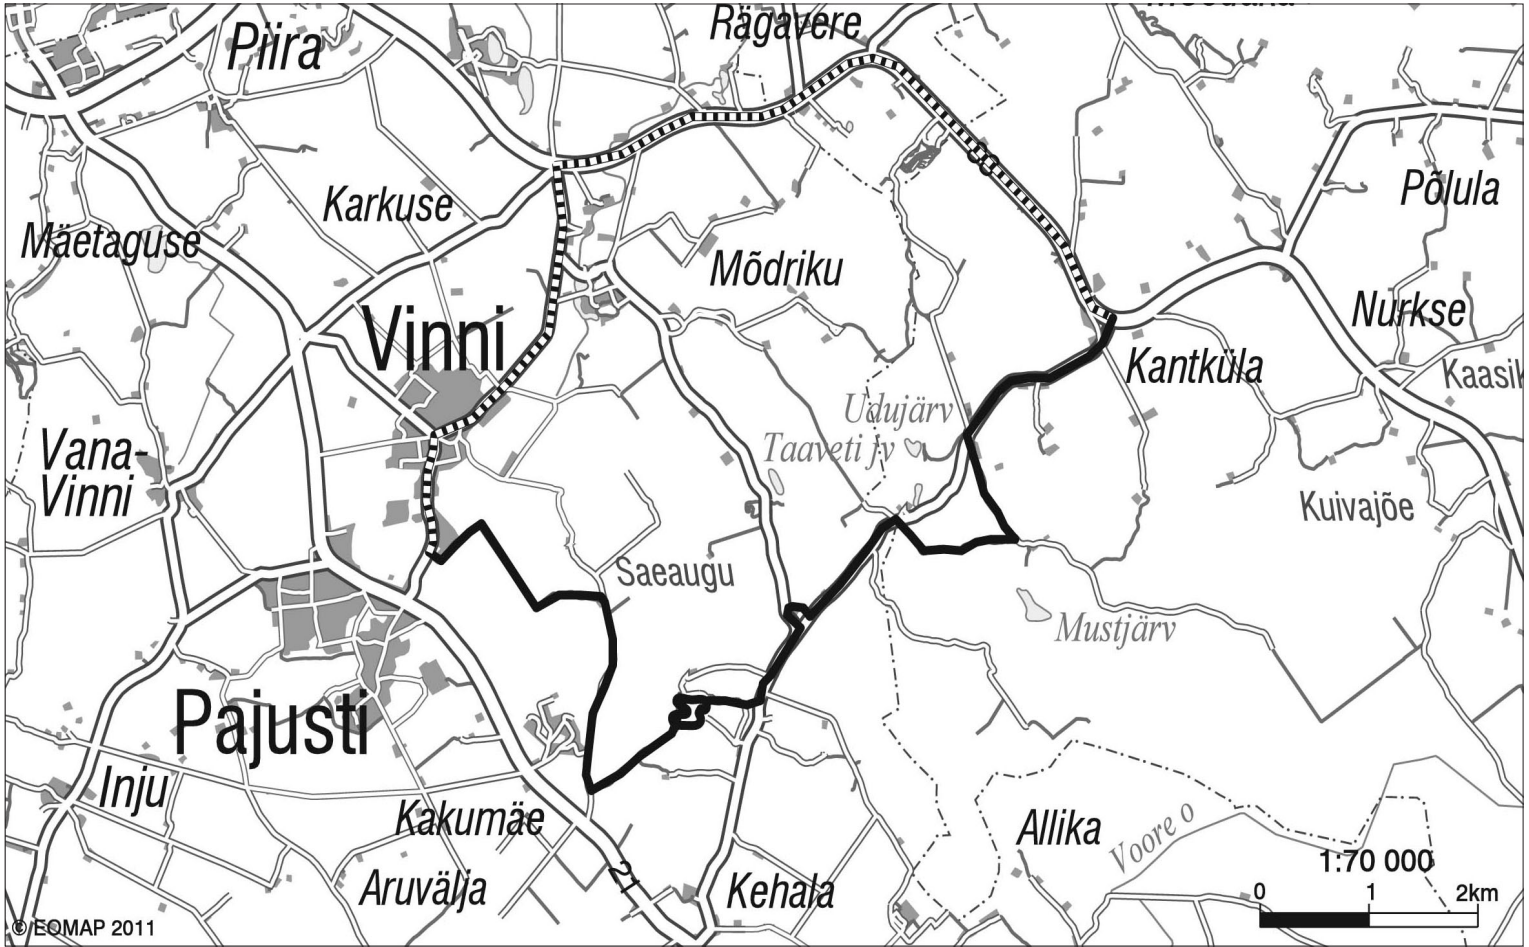 Piira
Rägavere
Karkuse
Põlula
Mäetaguse
Mõdriku
Vinni
Nurkse
Kantküla
Kaasik
Udujärv
Taaveti jv
Vana-
Vinni
Kuivajõe
Saeaugu
Mustjärv
Pajusti
Inju
Kakumäe
Allika
Voore o
1:70 000
Aruvälja
21
Kehala
0 1 2km
© EOMAP 2011